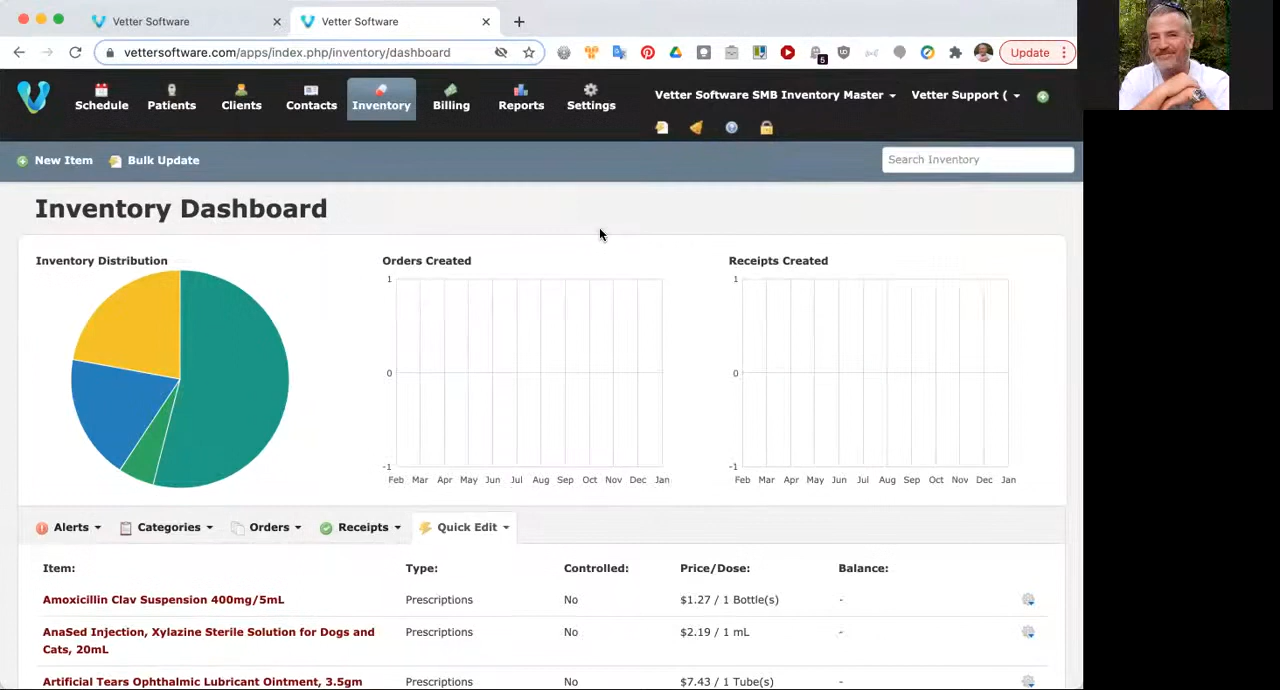 Vetter Software
Vetter Software
vettersoftware.com/apps/index.php/inventory/dashboard
5
Update
Schedule
Patients
Clients
Contacts
Inventory
Billing
Reports
Settings
Vetter Software SMB Inventory Master
Vetter Support (
New Item
Bulk Update
Search Inventory
Inventory Dashboard
Inventory Distribution
Orders Created
1
0
-1
Feb Mar Apr May Jun Jul Aug Sep Oct Nov Dec Jan
Receipts Created
1
0
-1
Feb Mar Apr May Jun Jul Aug Sep Oct Nov Dec Jan
Alerts
Categories
Orders
Receipts
Quick Edit
Item: Type: Controlled: Price/Dose: Balance:
Amoxicillin Clav Suspension 400mg/5mL Prescriptions No $1.27 / 1 Bottle(s) -
AnaSed Injection, Xylazine Sterile Solution for Dogs and Prescriptions No $2.19 / 1 mL -
Cats, 20mL
Artificial Tears Ophthalmic Lubricant Ointment, 3.5gm Prescriptions No $7.43 / 1 Tube(s) -